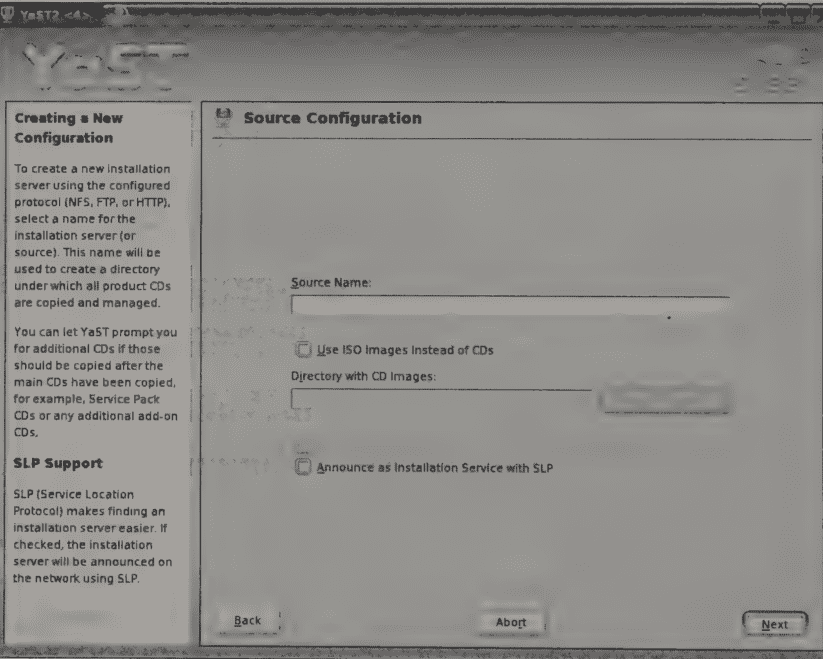 YaST2 <4>
YaST
Creating a New
Configuration
To create a new installation
server using the configured
protocol (NFS, FTP, or HTTP),
select a name for the
installation server (or
source). This name will be
used to create a directory
under which all product CDs
are copied and managed.
You can let YaST prompt you
for additional CDs if those
should be copied after the
main CDs have been copied,
for example, Service Pack
CDs or any additional add-on
CDs.
SLP Support
SLP (Service Location
Protocol) makes finding an
installation server easier. If
checked, the installation
server will be announced on
the network using SLP.
Source Configuration
Source Name:
Use ISO Images Instead of CDs
Directory with CD Images:
Announce as Installation Service with SLP
Back
Abort
Next